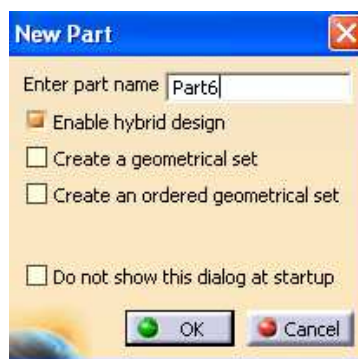 New Part
Enter part name Part6
Enable hybrid design
Create a geometrical set
Create an ordered geometrical set
Do not show this dialog at startup
OK Cancel